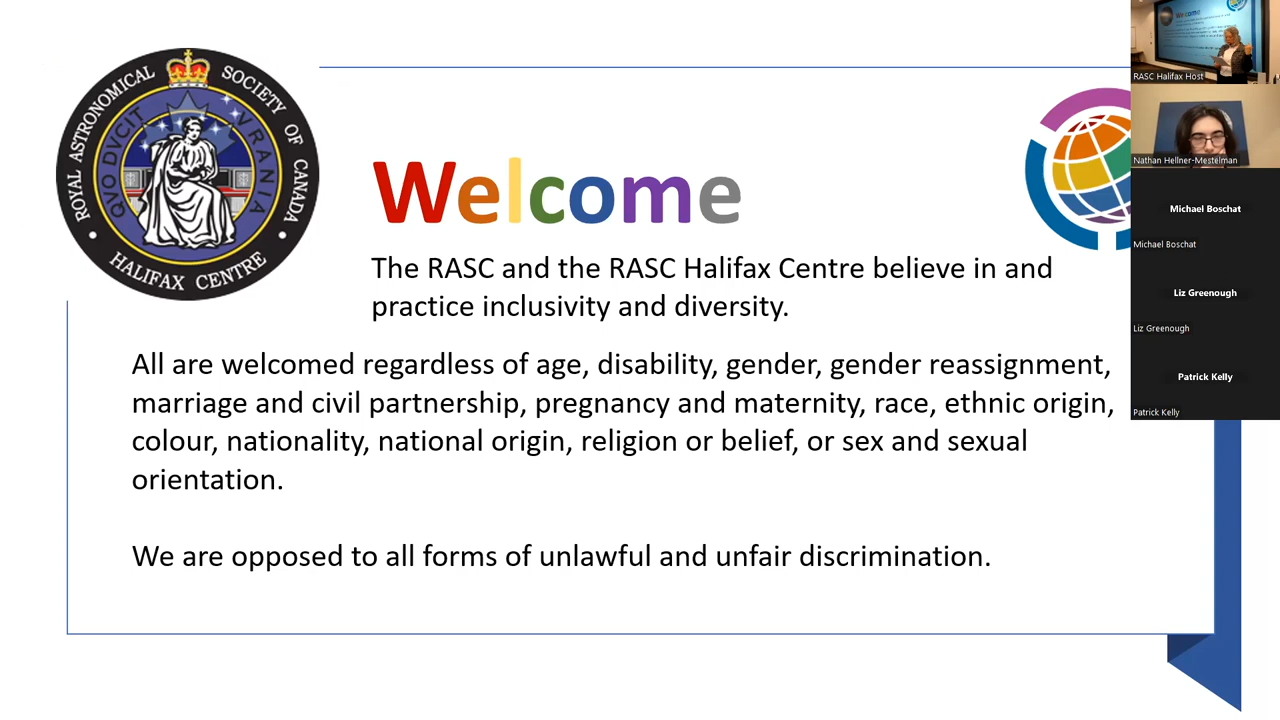 ROYAL ASTRONOMICAL SOCIETY OF CANADA
QVO DVCIT VRANIA
HALIFAX CENTRE
Welcome
The RASC and the RASC Halifax Centre believe in and
practice inclusivity and diversity.
All are welcomed regardless of age, disability, gender, gender reassignment,
marriage and civil partnership, pregnancy and maternity, race, ethnic origin,
colour, nationality, national origin, religion or belief, or sex and sexual
orientation.
We are opposed to all forms of unlawful and unfair discrimination.
Welcome
RASC Halifax Host
Nathan Hellner-Mestelman
Michael Boschat
Michael Boschat
Liz Greenough
Liz Greenough
Patrick Kelly
Patrick Kelly